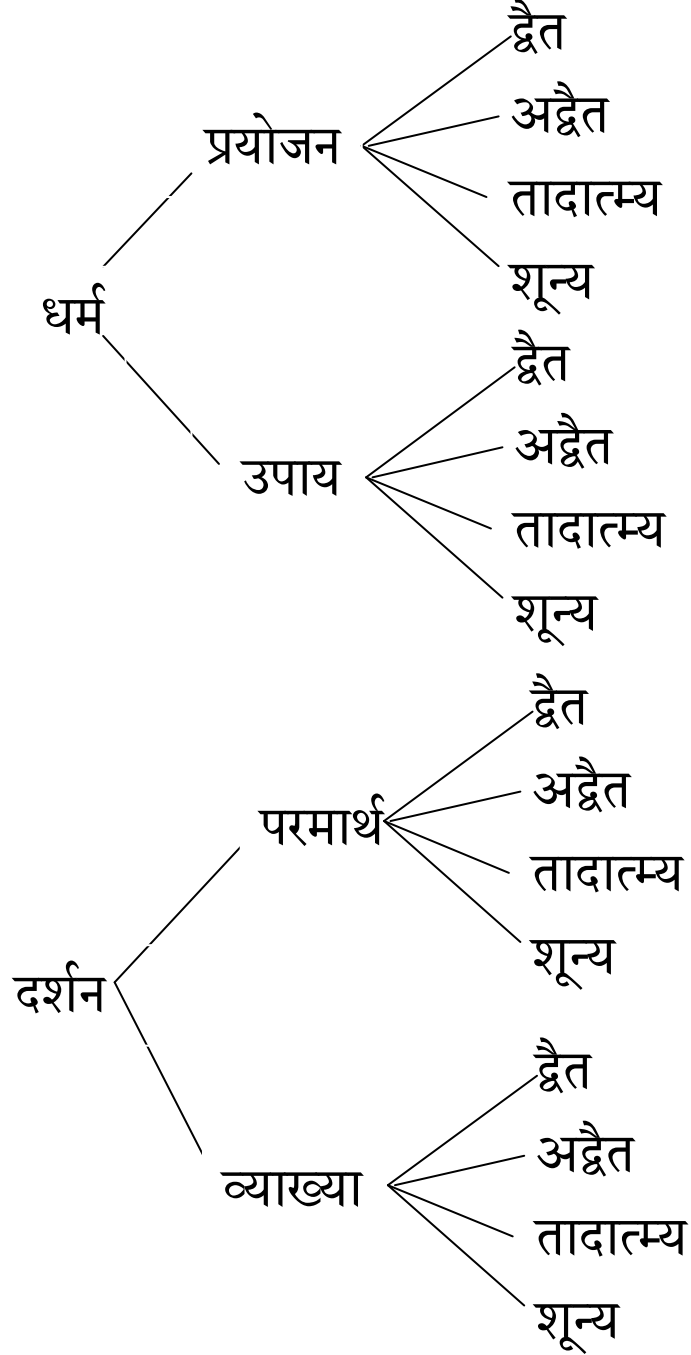 द्वैत
अद्वैत
प्रयोजन
तादात्म्य
शून्य
धर्म
द्वैत
अद्वैत
उपाय
तादात्म्य
शून्य
द्वैत
अद्वैत
परमार्थ
तादात्म्य
शून्य
दर्शन
द्वैत
अद्वैत
व्याख्या
तादात्म्य
शून्य